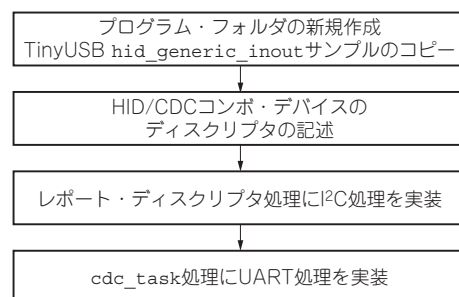 プログラム・フォルダの新規作成
TinyUSB hid_generic_inoutサンプルのコピー
HID/CDCコンボ・デバイスの
ディスクリプタの記述
レポート・ディスクリプタ処理にI²C処理を実装
cdc_task処理にUART処理を実装